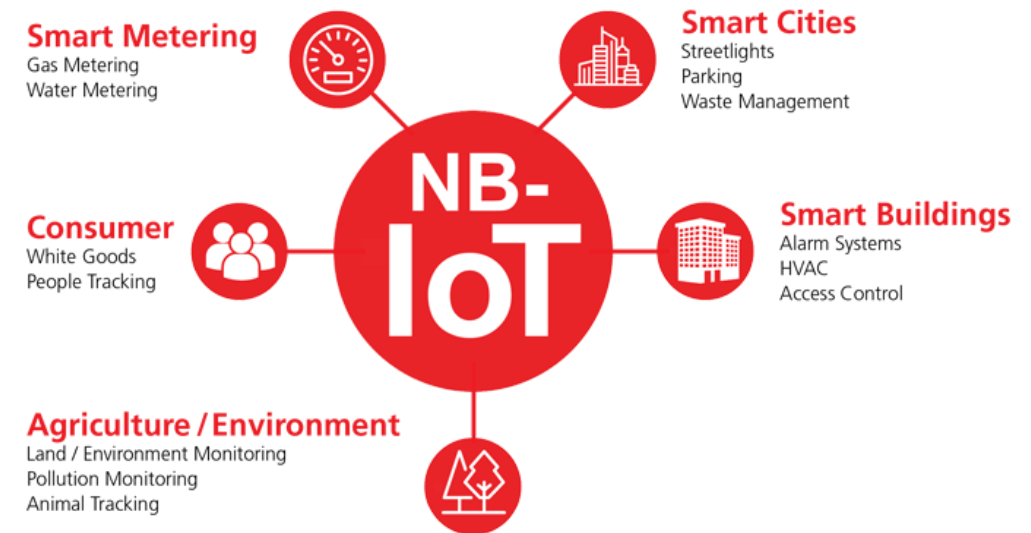 Smart Metering
Gas Metering
Water Metering
Smart Cities
Streetlights
Parking
Waste Management
NB-
IoT
Consumer
White Goods
People Tracking
Smart Buildings
Alarm Systems
HVAC
Access Control
Agriculture / Environment
Land / Environment Monitoring
Pollution Monitoring
Animal Tracking